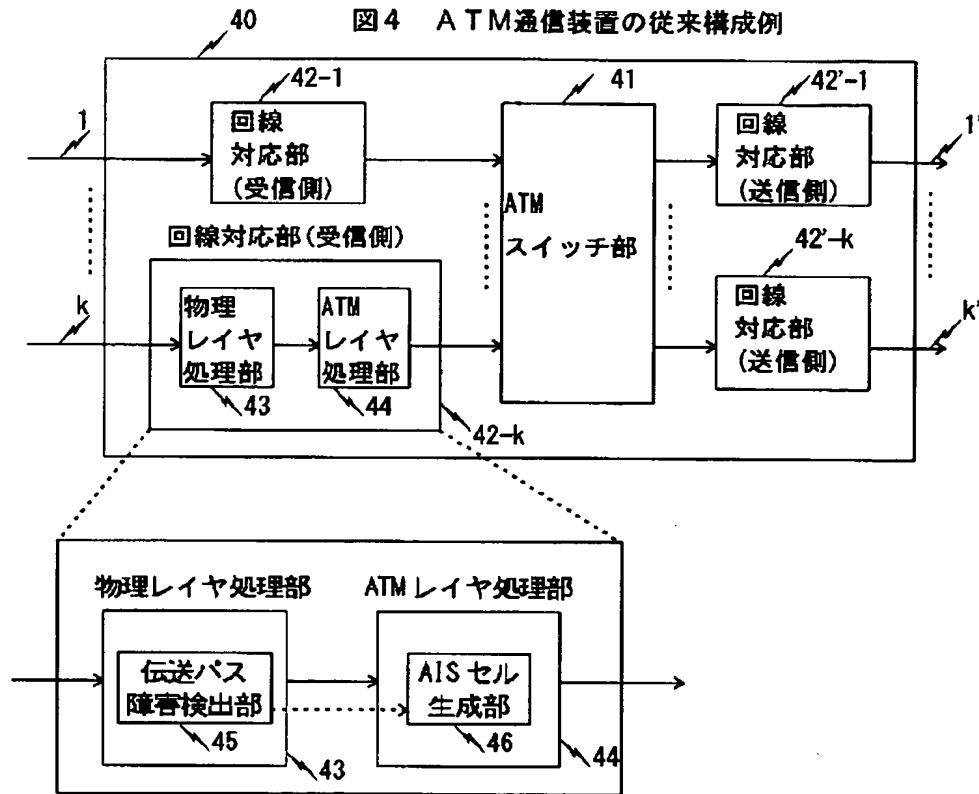 図4 ATM通信装置の従来構成例
40
42-1
41
42'-1
1
回線
対応部
(受信側)
回線
対応部
(送信側)
1'
ATM
スイッチ部
回線対応部(受信側)
42'-k
k
物理
レイヤ
処理部
ATM
レイヤ
処理部
回線
対応部
(送信側)
k'
43
44
42-k
物理レイヤ処理部
ATMレイヤ処理部
伝送パス
障害検出部
AISセル
生成部
45
46
43
44